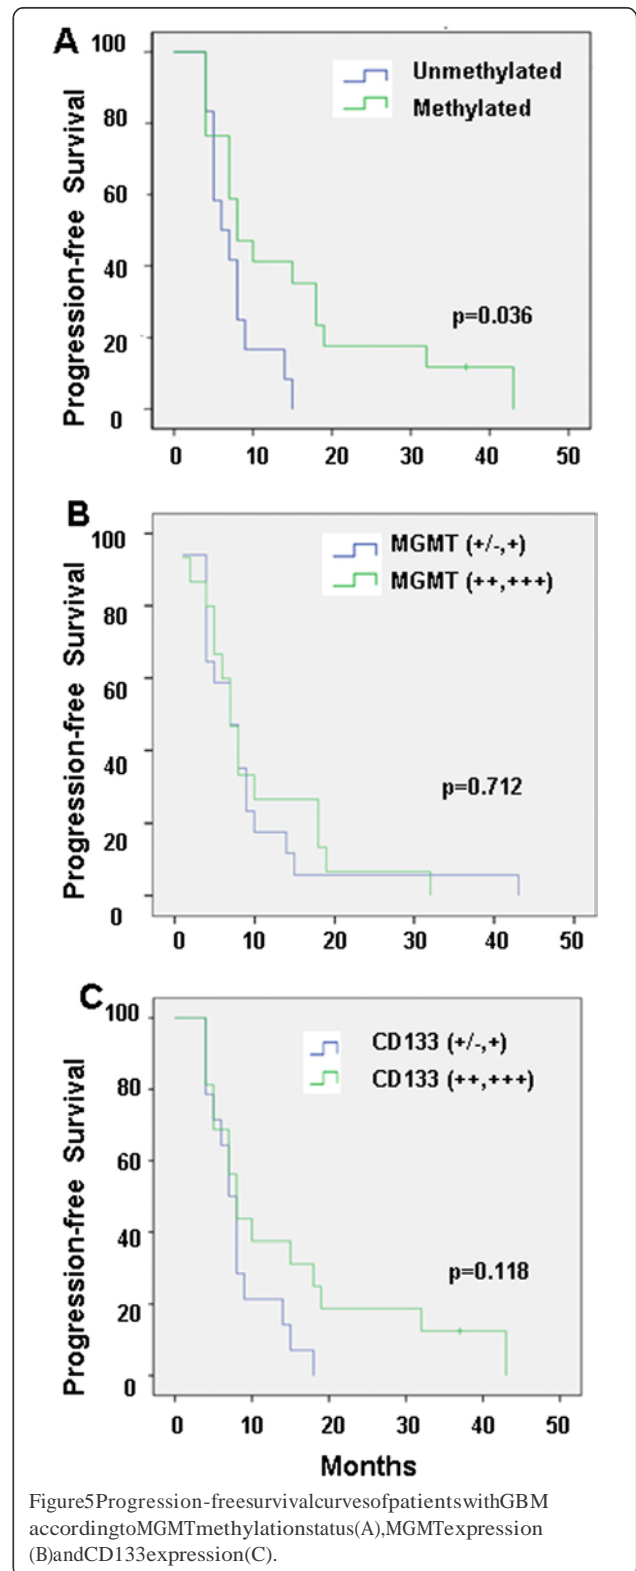 A
Progression-free Survival
100
80
60
40
20
0
Unmethylated
Methylated
p=0.036
0 10 20 30 40 50
B
Progression-free Survival
100
80
60
40
20
0
MGMT (+/-,+)
MGMT (++,+++)
p=0.712
0 10 20 30 40 50
C
Progression-free Survival
100
80
60
40
20
0
CD133 (+/-,+)
CD133 (++,+++)
p=0.118
0 10 20 30 40 50
Months
Figure5Progression-freesurvivalcurvesofpatientswithGBM
accordingtoMGMTmethylationstatus(A),MGMTexpression
(B)andCD133expression(C).